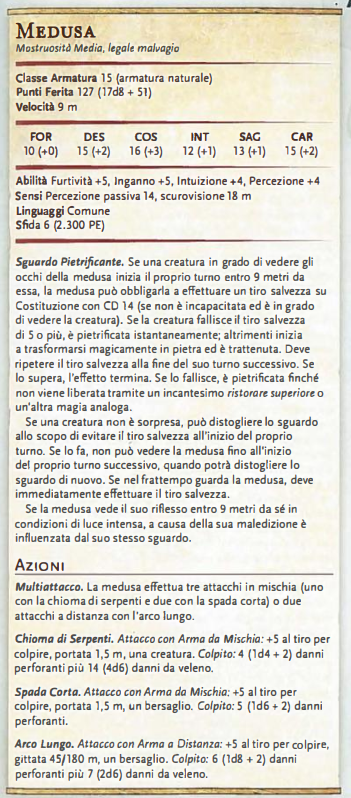 MEDUSA
Mostruosità Media, legale malvagio
Classe Armatura 15 (armatura naturale)
Punti Ferita 127 (17d8 + 51)
Velocità 9 m
FOR DES COS INT SAG CAR
10 (+0) 15 (+2) 16 (+3) 12 (+1) 13 (+1) 15 (+2)
Abilità Furtività +5, Inganno +5, Intuizione +4, Percezione +4
Sensi Percezione passiva 14, scurovisione 18 m
Linguaggi Comune
Sfida 6 (2.300 PE)
Sguardo Pietrificante. Se una creatura in grado di vedere gli
occhi della medusa inizia il proprio turno entro 9 metri da
essa, la medusa può obbligarla a effettuare un tiro salvezza su
Costituzione con CD 14 (se non è incapacitata ed è in grado
di vedere la creatura). Se la creatura fallisce il tiro salvezza
di 5 o più, è pietrificata istantaneamente; altrimenti inizia
a trasformarsi magicamente in pietra ed è trattenuta. Deve
ripetere il tiro salvezza alla fine del suo turno successivo. Se
lo supera, l'effetto termina. Se lo fallisce, è pietrificata finché
non viene liberata tramite un incantesimo ristorare superiore o
un'altra magia analoga.
Se una creatura non è sorpresa, può distogliere lo sguardo
allo scopo di evitare il tiro salvezza all'inizio del proprio
turno. Se lo fa, non può vedere la medusa fino all'inizio
del proprio turno successivo, quando potrà distogliere lo
sguardo di nuovo. Se nel frattempo guarda la medusa, deve
immediatamente effettuare il tiro salvezza.
Se la medusa vede il suo riflesso entro 9 metri da sé in
condizioni di luce intensa, a causa della sua maledizione è
influenzata dal suo stesso sguardo.
AZIONI
Multiattacco. La medusa effettua tre attacchi in mischia (uno
con la chioma di serpenti e due con la spada corta) o due
attacchi a distanza con l'arco lungo.
Chioma di Serpenti. Attacco con Arma da Mischia: +5 al tiro per
colpire, portata 1,5 m, una creatura. Colpito: 4 (1d4 + 2) danni
perforanti più 14 (4d6) danni da veleno.
Spada Corta. Attacco con Arma da Mischia: +5 al tiro per
colpire, portata 1,5 m, un bersaglio. Colpito: 5 (1d6 + 2) danni
perforanti.
Arco Lungo. Attacco con Arma a Distanza: +5 al tiro per colpire,
gittata 45/180 m, un bersaglio. Colpito: 6 (1d8 + 2) danni
perforanti più 7 (2d6) danni da veleno.